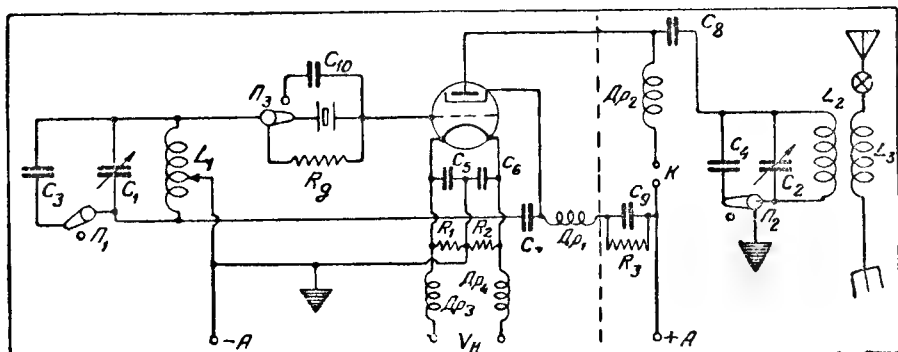 C₈
C₁₀
П₃
Др₂
L₂
C₅
C₆
C₄
C₃
C₁
L₁
Rg
K
C₂
L₃
C₉
П₁
R₁
R₂
Др₁
П₂
R₃
Др₃
Др₄
−A
Vн
+A